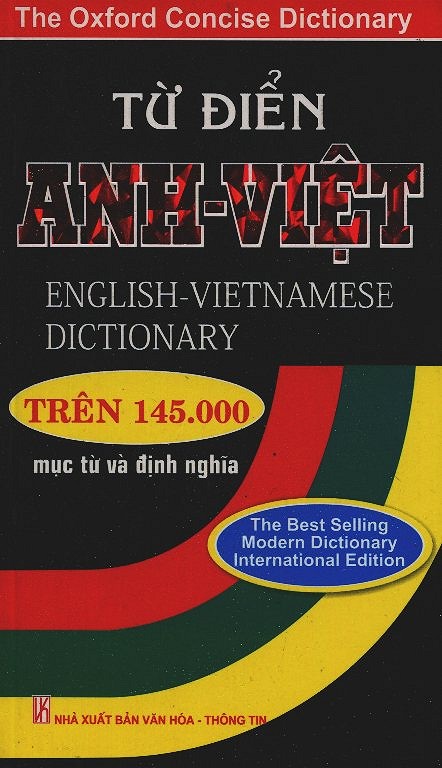 The Oxford Concise Dictionary
TỪ ĐIỂN
ANH-VIỆT
ENGLISH-VIETNAMESE
DICTIONARY
TRÊN 145.000
mục từ và định nghĩa
The Best Selling
Modern Dictionary
International Edition
NHÀ XUẤT BẢN VĂN HÓA - THÔNG TIN